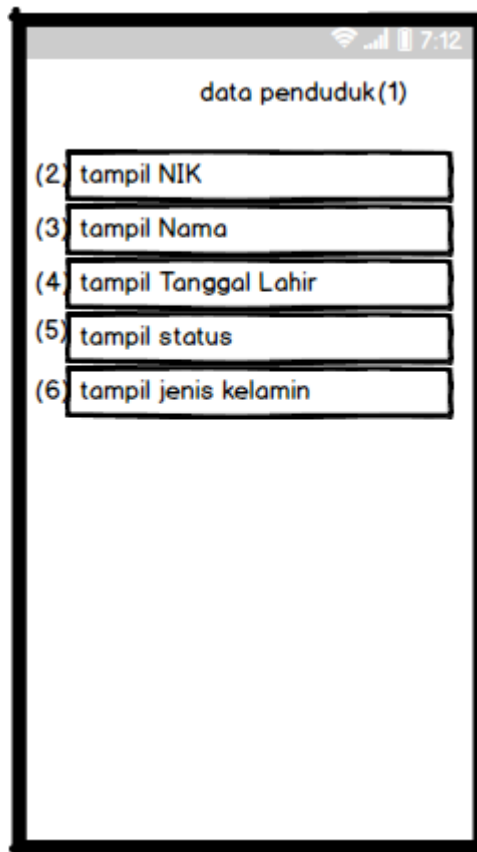 7:12
data penduduk(1)
(2) tampil NIK
(3) tampil Nama
(4) tampil Tanggal Lahir
(5) tampil status
(6) tampil jenis kelamin